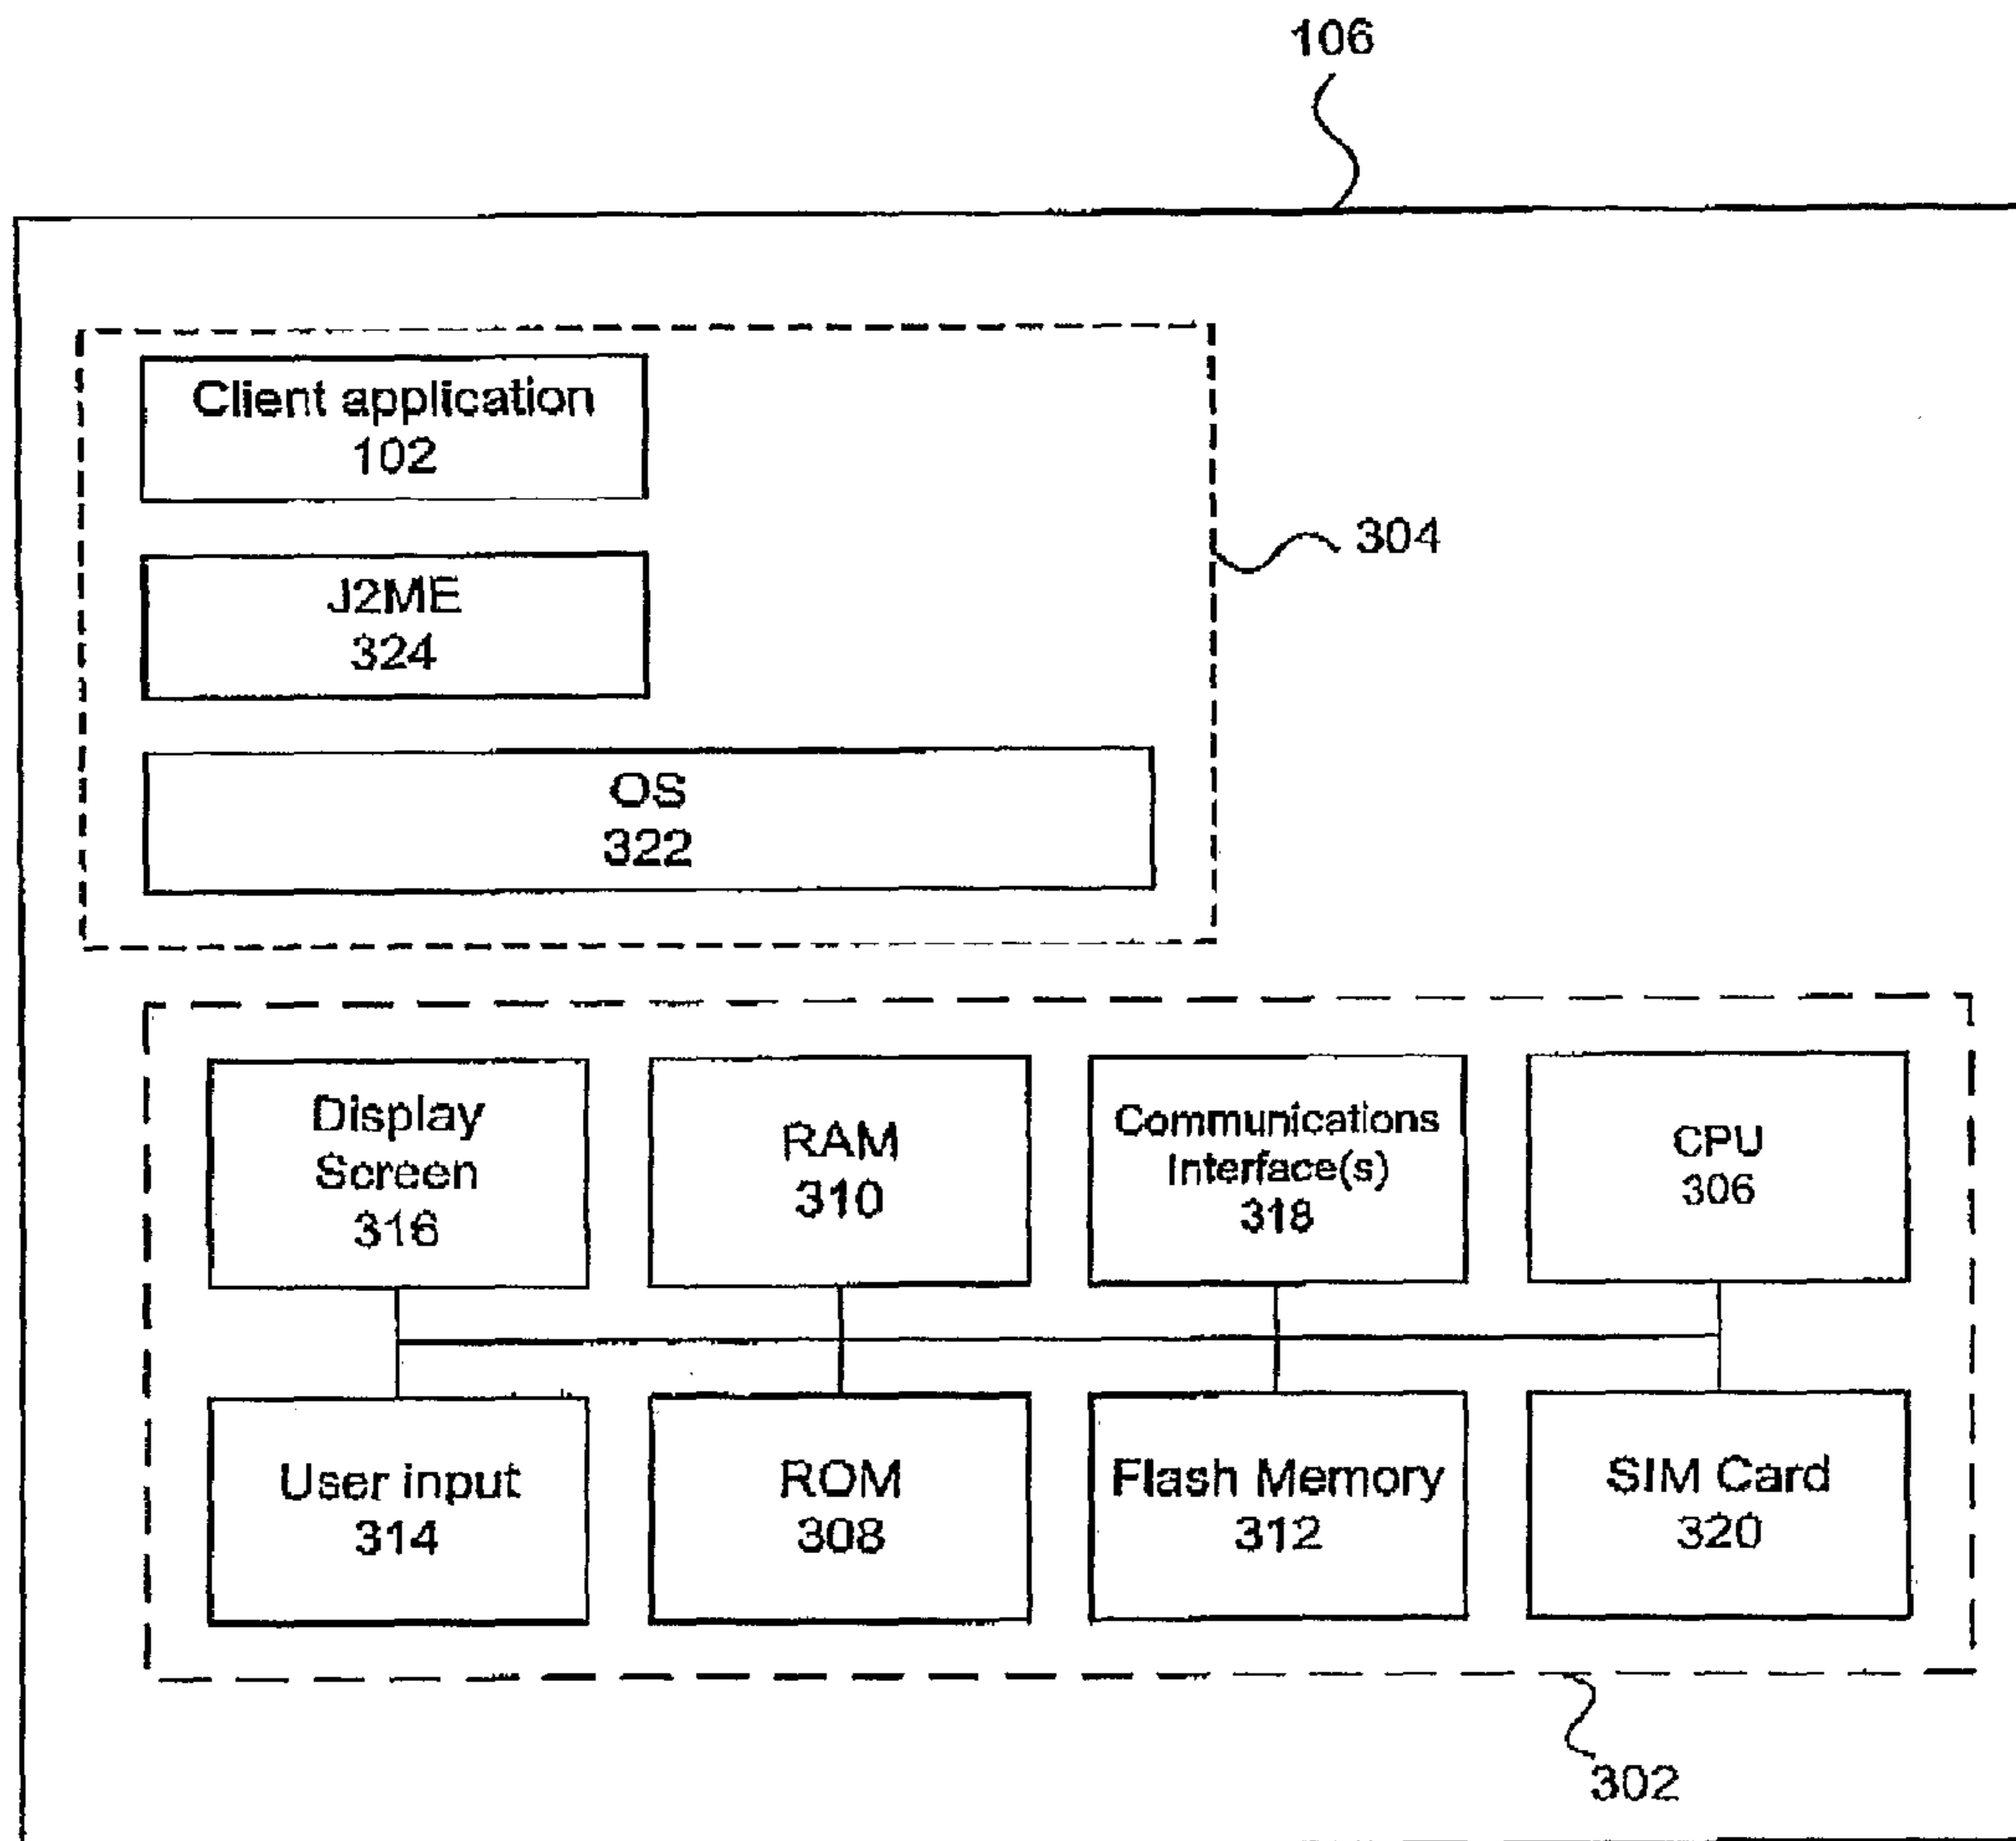 106
Client application
102
304
J2ME
324
OS
322
Display
Screen
316
RAM
310
Communications
Interface(s)
318
CPU
306
User input
314
ROM
308
Flash Memory
312
SIM Card
320
302